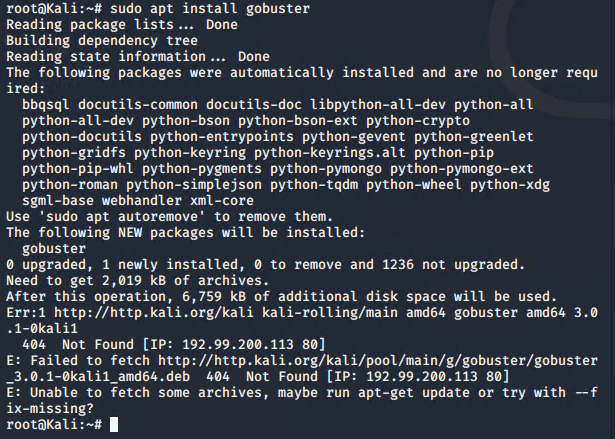 root@Kali:~# sudo apt install gobuster
Reading package lists... Done
Building dependency tree
Reading state information... Done
The following packages were automatically installed and are no longer requ
ired:
  bbqsql docutils-common docutils-doc libpython-all-dev python-all
  python-all-dev python-bson python-bson-ext python-crypto
  python-docutils python-entrypoints python-gevent python-greenlet
  python-gridfs python-keyring python-keyrings.alt python-pip
  python-pip-whl python-pygments python-pymongo python-pymongo-ext
  python-roman python-simplejson python-tqdm python-wheel python-xdg
  sgml-base webhandler xml-core
Use 'sudo apt autoremove' to remove them.
The following NEW packages will be installed:
  gobuster
0 upgraded, 1 newly installed, 0 to remove and 1236 not upgraded.
Need to get 2,019 kB of archives.
After this operation, 6,759 kB of additional disk space will be used.
Err:1 http://http.kali.org/kali kali-rolling/main amd64 gobuster amd64 3.0
.1-0kali1
  404  Not Found [IP: 192.99.200.113 80]
E: Failed to fetch http://http.kali.org/kali/pool/main/g/gobuster/gobuster
_3.0.1-0kali1_amd64.deb  404  Not Found [IP: 192.99.200.113 80]
E: Unable to fetch some archives, maybe run apt-get update or try with --f
ix-missing?
root@Kali:~#